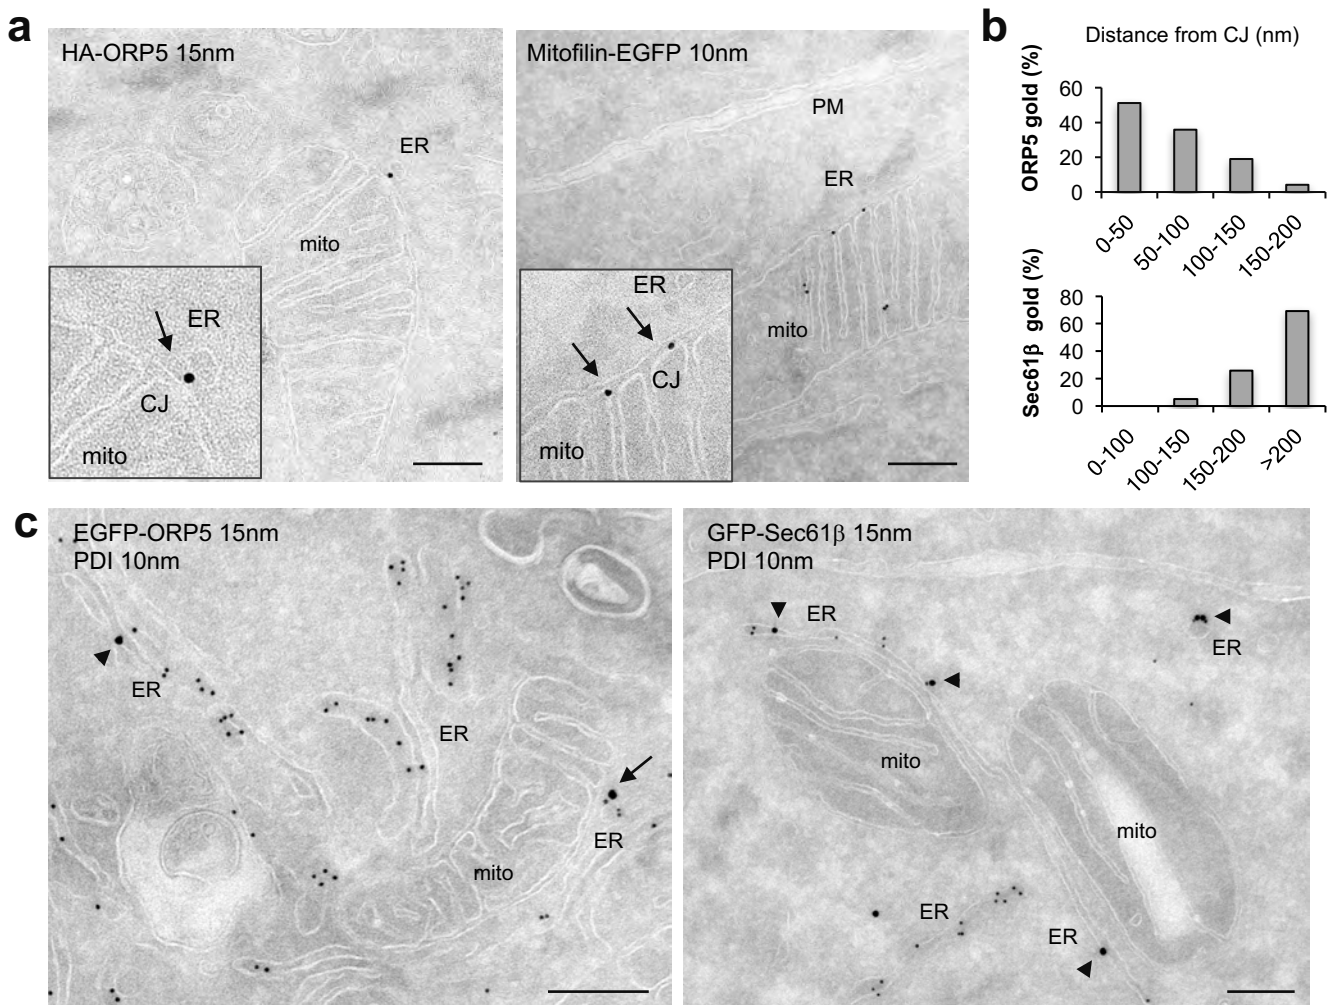 a
HA-ORP5 15nm
ER
mito
ER
CJ
mito
Mitofilin-EGFP 10nm
PM
ER
mito
ER
CJ
mito
b
Distance from CJ (nm)
ORP5 gold (%)
60
40
20
0
0-50
50-100
100-150
150-200
Sec61β gold (%)
80
60
40
20
0
0-100
100-150
150-200
>200
c
EGFP-ORP5 15nm
PDI 10nm
ER
ER
ER
mito
GFP-Sec61β 15nm
PDI 10nm
ER
ER
mito
mito
ER
ER